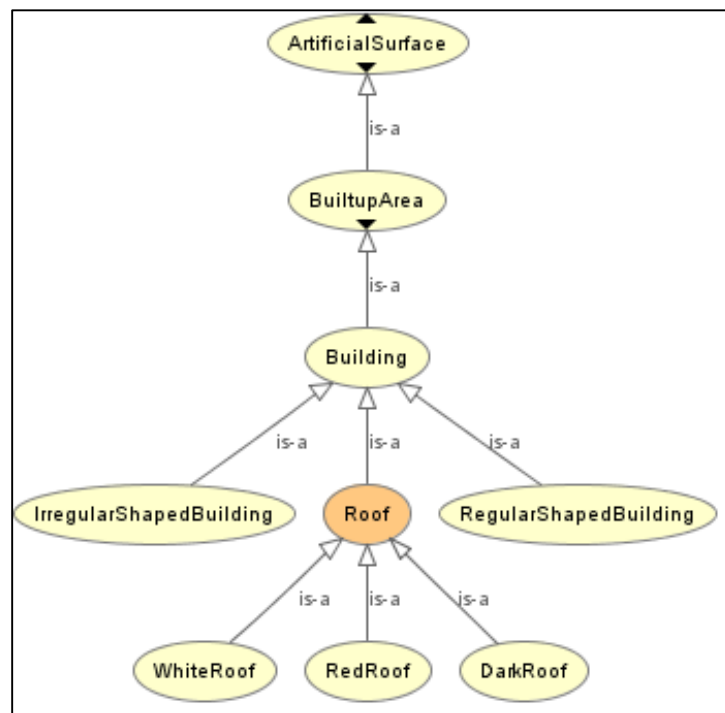 ArtificialSurface
is-a
BuiltupArea
is-a
Building
is-a is-a is-a
IrregularShapedBuilding Roof RegularShapedBuilding
is-a is-a is-a
WhiteRoof RedRoof DarkRoof